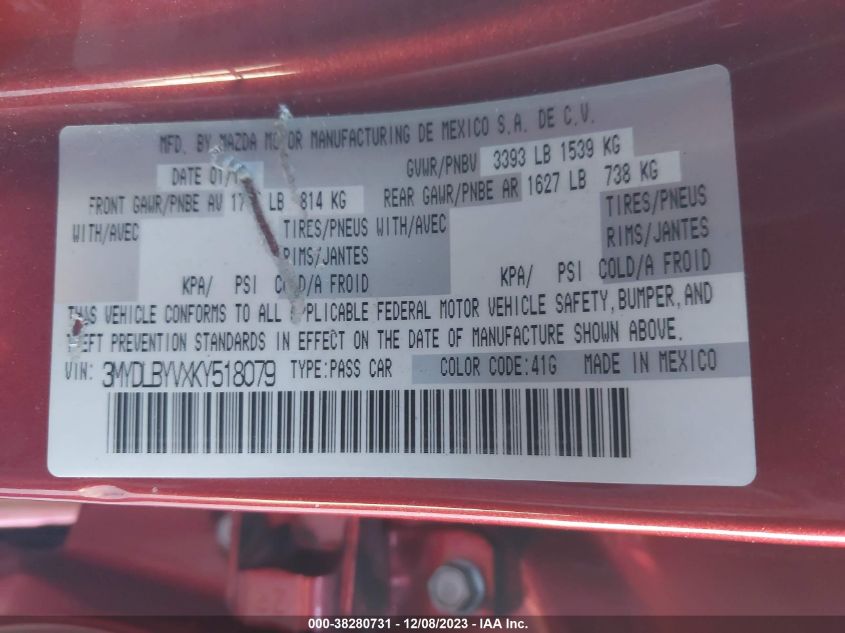 MFD. BY MAZDA MOTOR MANUFACTURING DE MEXICO S.A. DE C.V.
DATE 01/ GVWR/PNBV 3393 LB 1539 KG
FRONT GAWR/PNBE AV LB 814 KG REAR GAWR/PNBE AR 1627 LB 738 KG
WITH/AVEC TIRES/PNEUS WITH/AVEC TIRES/PNEUS
RIMS/JANTES RIMS/JANTES
KPA/ PSI COLD/A FROID KPA/ PSI COLD/A FROID
THIS VEHICLE CONFORMS TO ALL APPLICABLE FEDERAL MOTOR VEHICLE SAFETY, BUMPER, AND
THEFT PREVENTION STANDARDS IN EFFECT ON THE DATE OF MANUFACTURE SHOWN ABOVE.
VIN: 3MYDLBYVXKY518079 TYPE:PASS CAR COLOR CODE:41G MADE IN MEXICO
000-38280731 - 12/08/2023 - IAA Inc.